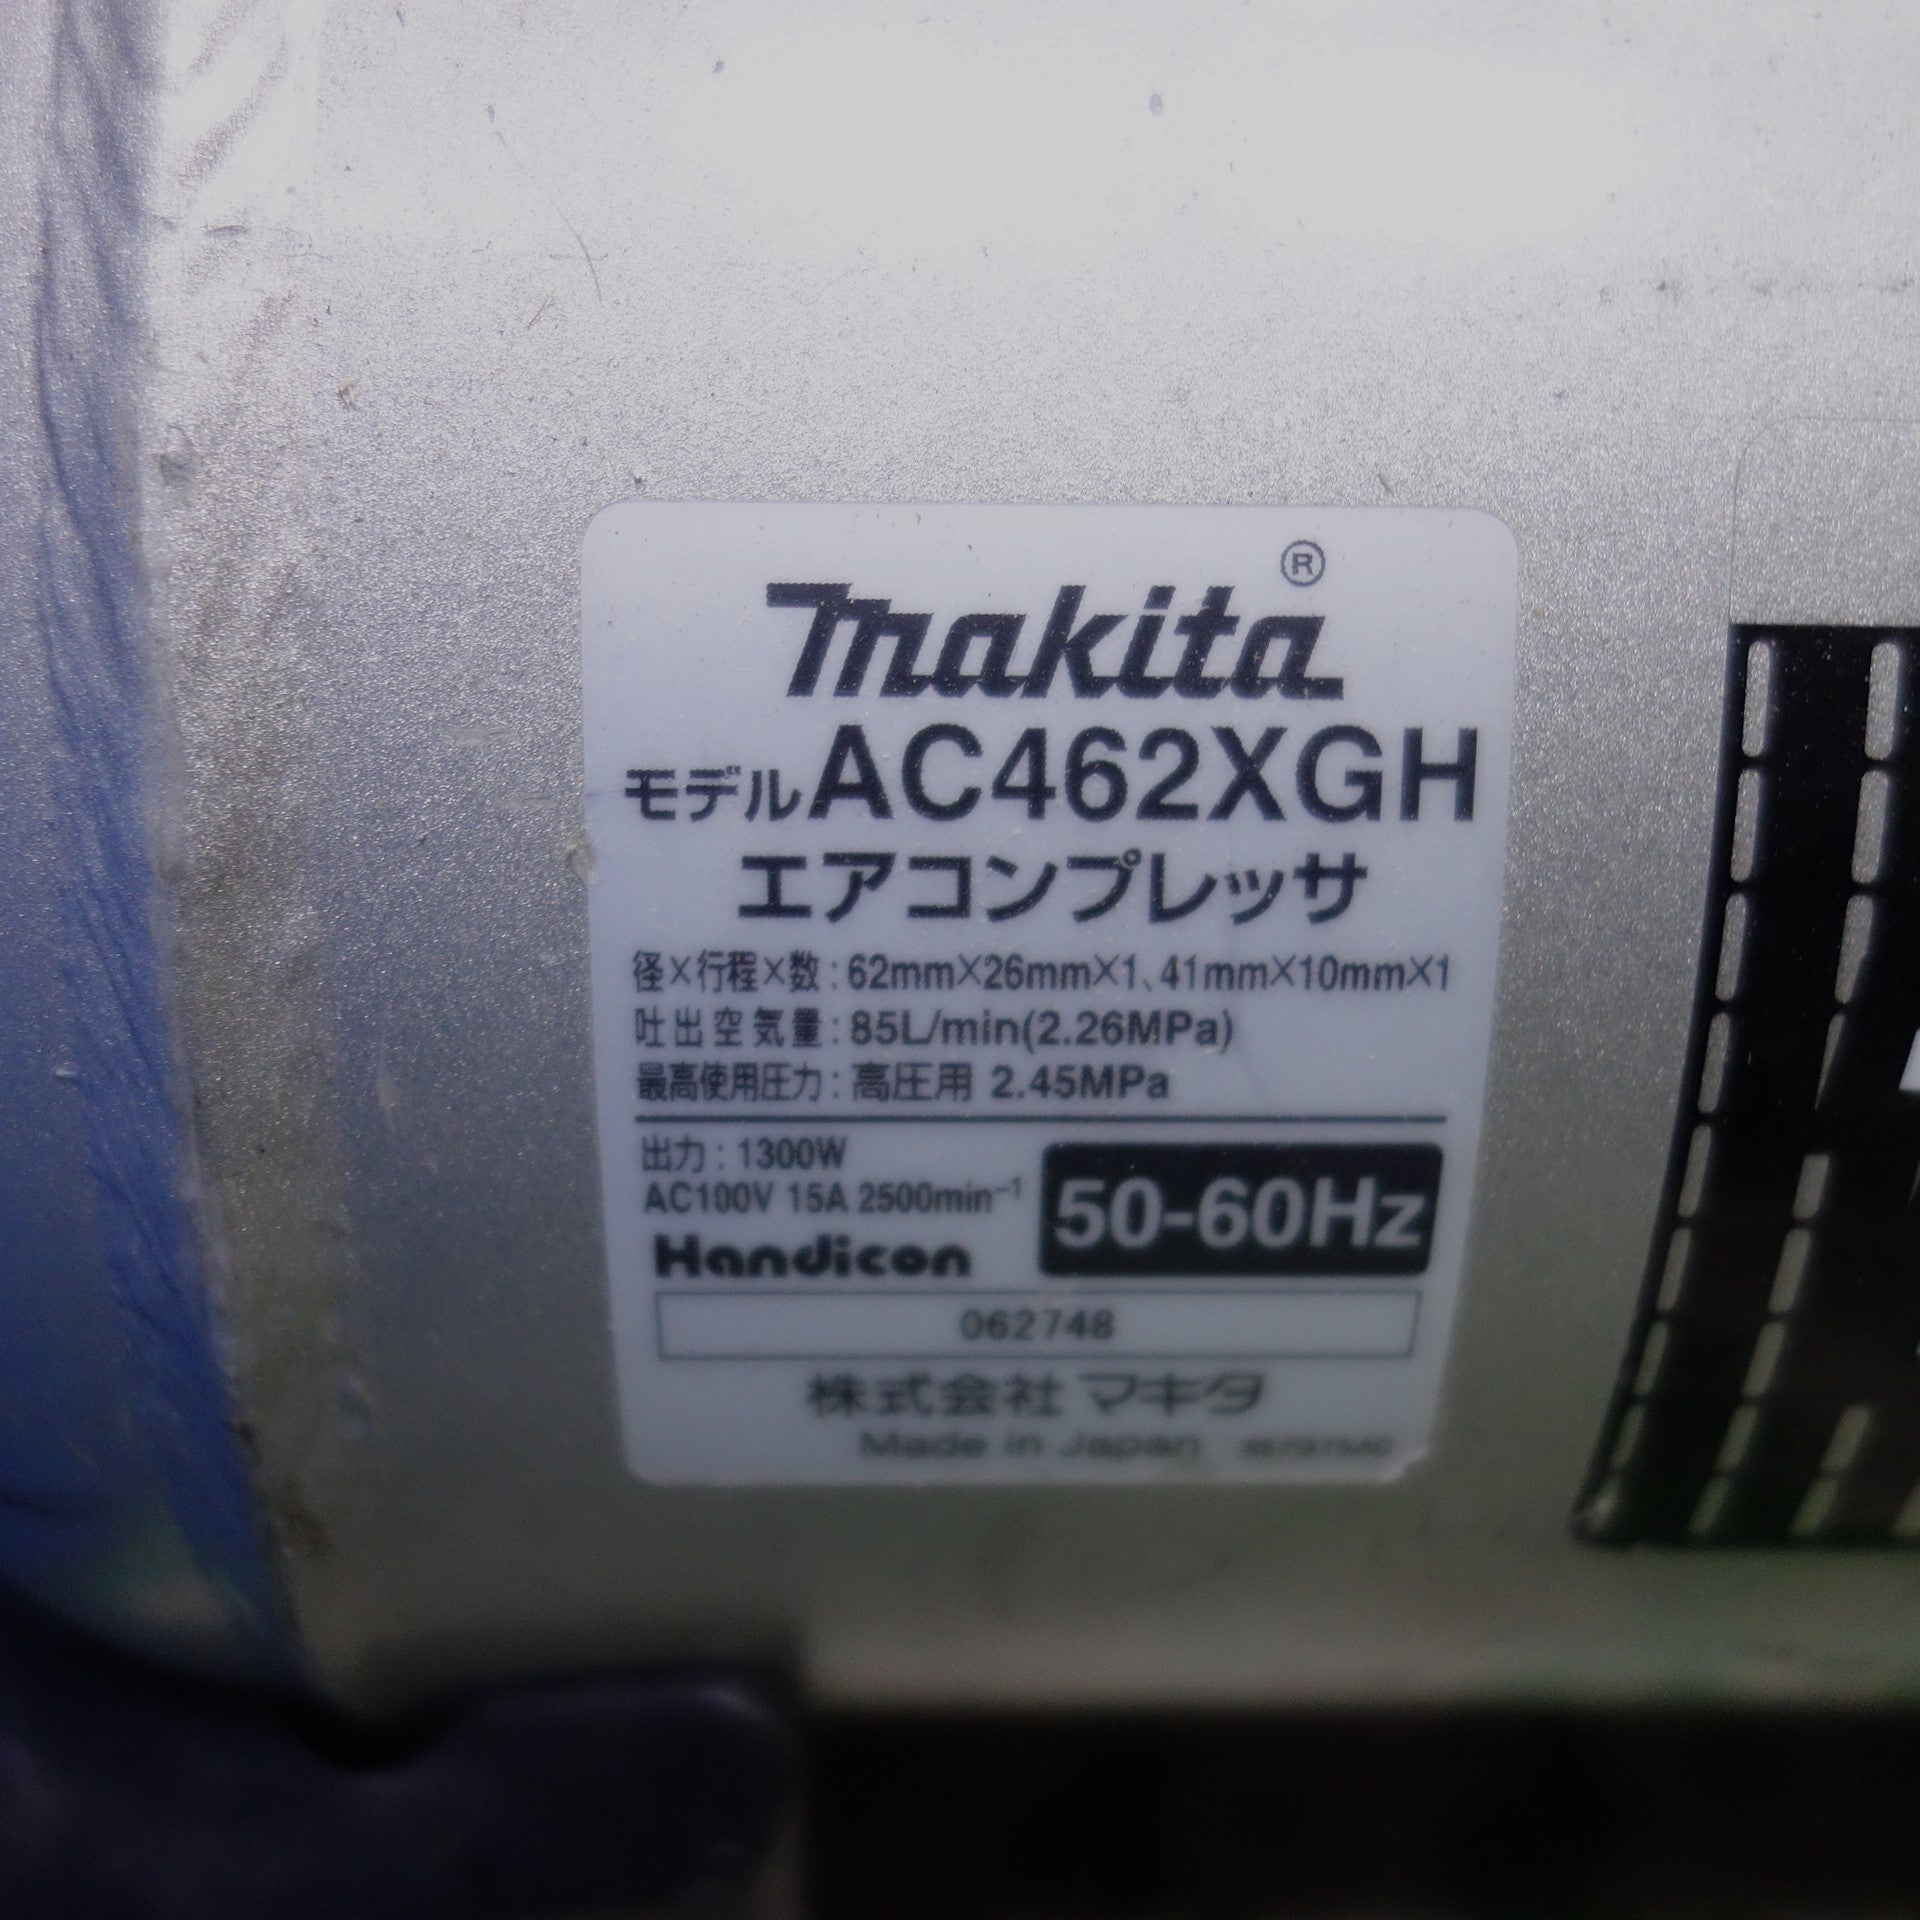 makita®
モデルAC462XGH
エアコンプレッサ
径×行程×数:62mm×26mm×1、41mm×10mm×1
吐出空気量:85L/min(2.26MPa)
最高使用圧力:高圧用 2.45MPa
出力:1300W
AC100V 15A 2500min⁻¹
50-60Hz
Handicon
062748
株式会社マキタ
Made in Japan